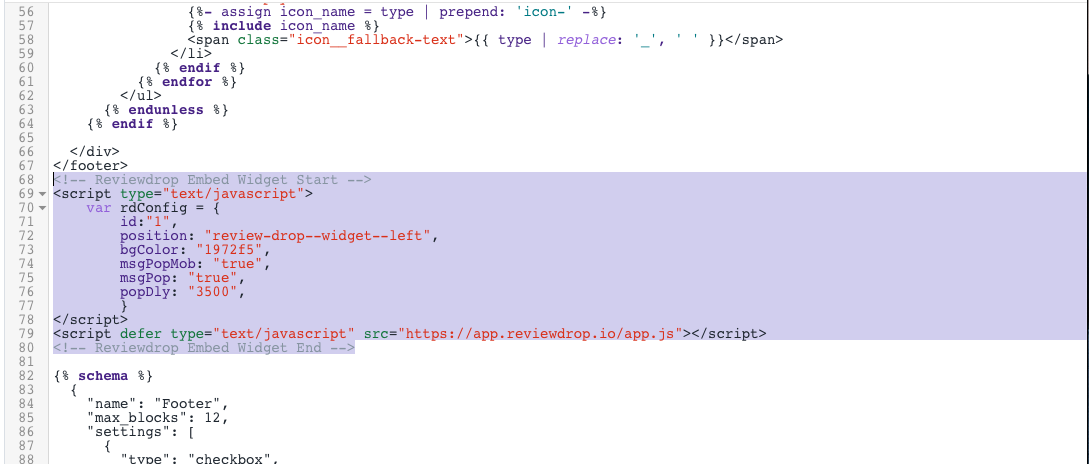 56 {%- assign icon_name = type | prepend: 'icon-' -%}
57 {% include icon_name %}
58 <span class="icon__fallback-text">{{ type | replace: '_', ' ' }}</span>
59 </li>
60 {% endif %}
61 {% endfor %}
62 </ul>
63 {% endunless %}
64 {% endif %}
65
66 </div>
67 </footer>
68 <!-- Reviewdrop Embed Widget Start -->
69 <script type="text/javascript">
70 var rdConfig = {
71 id:"1",
72 position: "review-drop--widget--left",
73 bgColor: "1972f5",
74 msgPopMob: "true",
75 msgPop: "true",
76 popDly: "3500",
77 }
78 </script>
79 <script defer type="text/javascript" src="https://app.reviewdrop.io/app.js"></script>
80 <!-- Reviewdrop Embed Widget End -->
81
82 {% schema %}
83 {
84 "name": "Footer",
85 "max_blocks": 12,
86 "settings": [
87 {
88 "type": "checkbox",